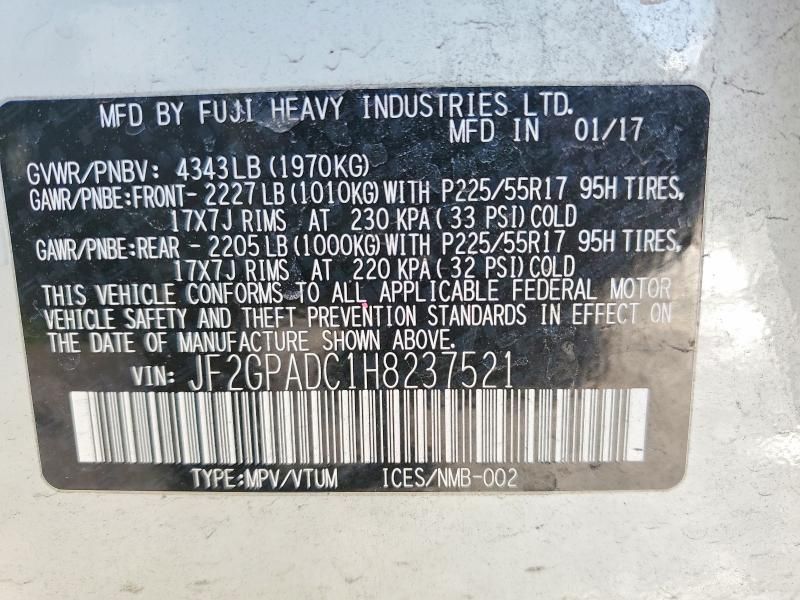 MFD BY FUJI HEAVY INDUSTRIES LTD.
MFD IN 01/17
GVWR/PNBV: 4343LB (1970KG)
GAWR/PNBE:FRONT- 2227LB (1010KG) WITH P225/55R17 95H TIRES,
17X7J RIMS AT 230 KPA (33 PSI) COLD
GAWR/PNBE:REAR - 2205LB (1000KG) WITH P225/55R17 95H TIRES,
17X7J RIMS AT 220 KPA (32 PSI) COLD
THIS VEHICLE CONFORMS TO ALL APPLICABLE FEDERAL MOTOR
VEHICLE SAFETY AND THEFT PREVENTION STANDARDS IN EFFECT ON
THE DATE OF MANUFACTURE SHOWN ABOVE.
VIN: JF2GPADC1H8237521
TYPE:MPV/VTUM ICES/NMB-002